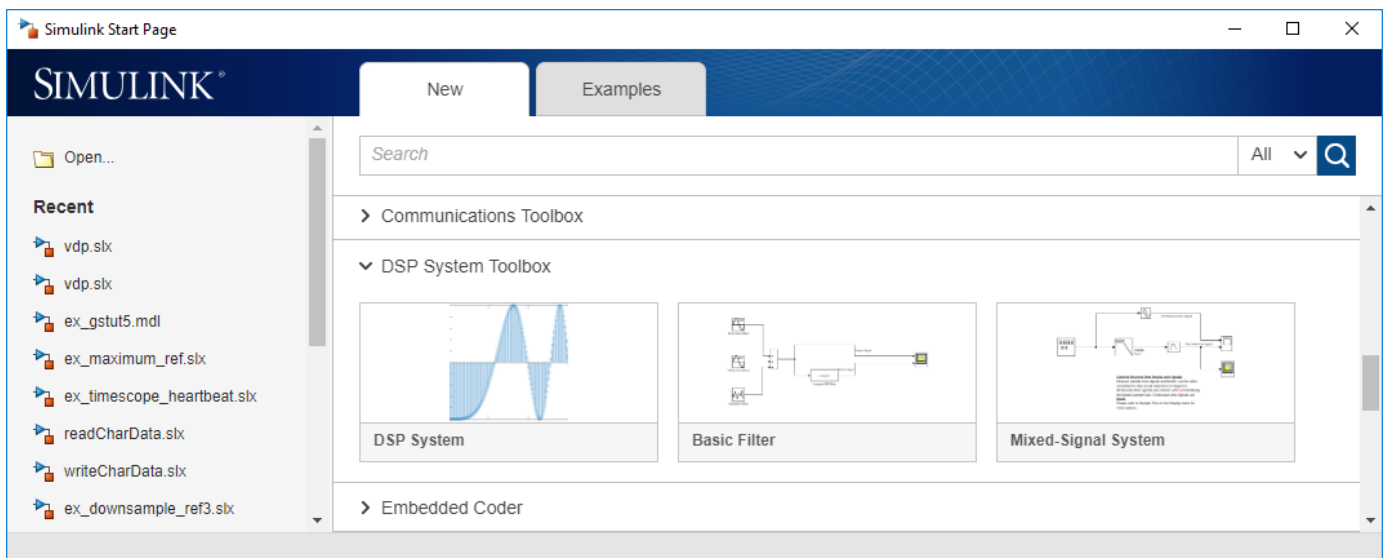 Simulink Start Page
SIMULINK®
New
Examples
Open...
Recent
vdp.slx
vdp.slx
ex_gstut5.mdl
ex_maximum_ref.slx
ex_timescope_heartbeat.slx
readCharData.slx
writeCharData.slx
ex_downsample_ref3.slx
Search
All
Communications Toolbox
DSP System Toolbox
DSP System
Basic Filter
Mixed-Signal System
Embedded Coder